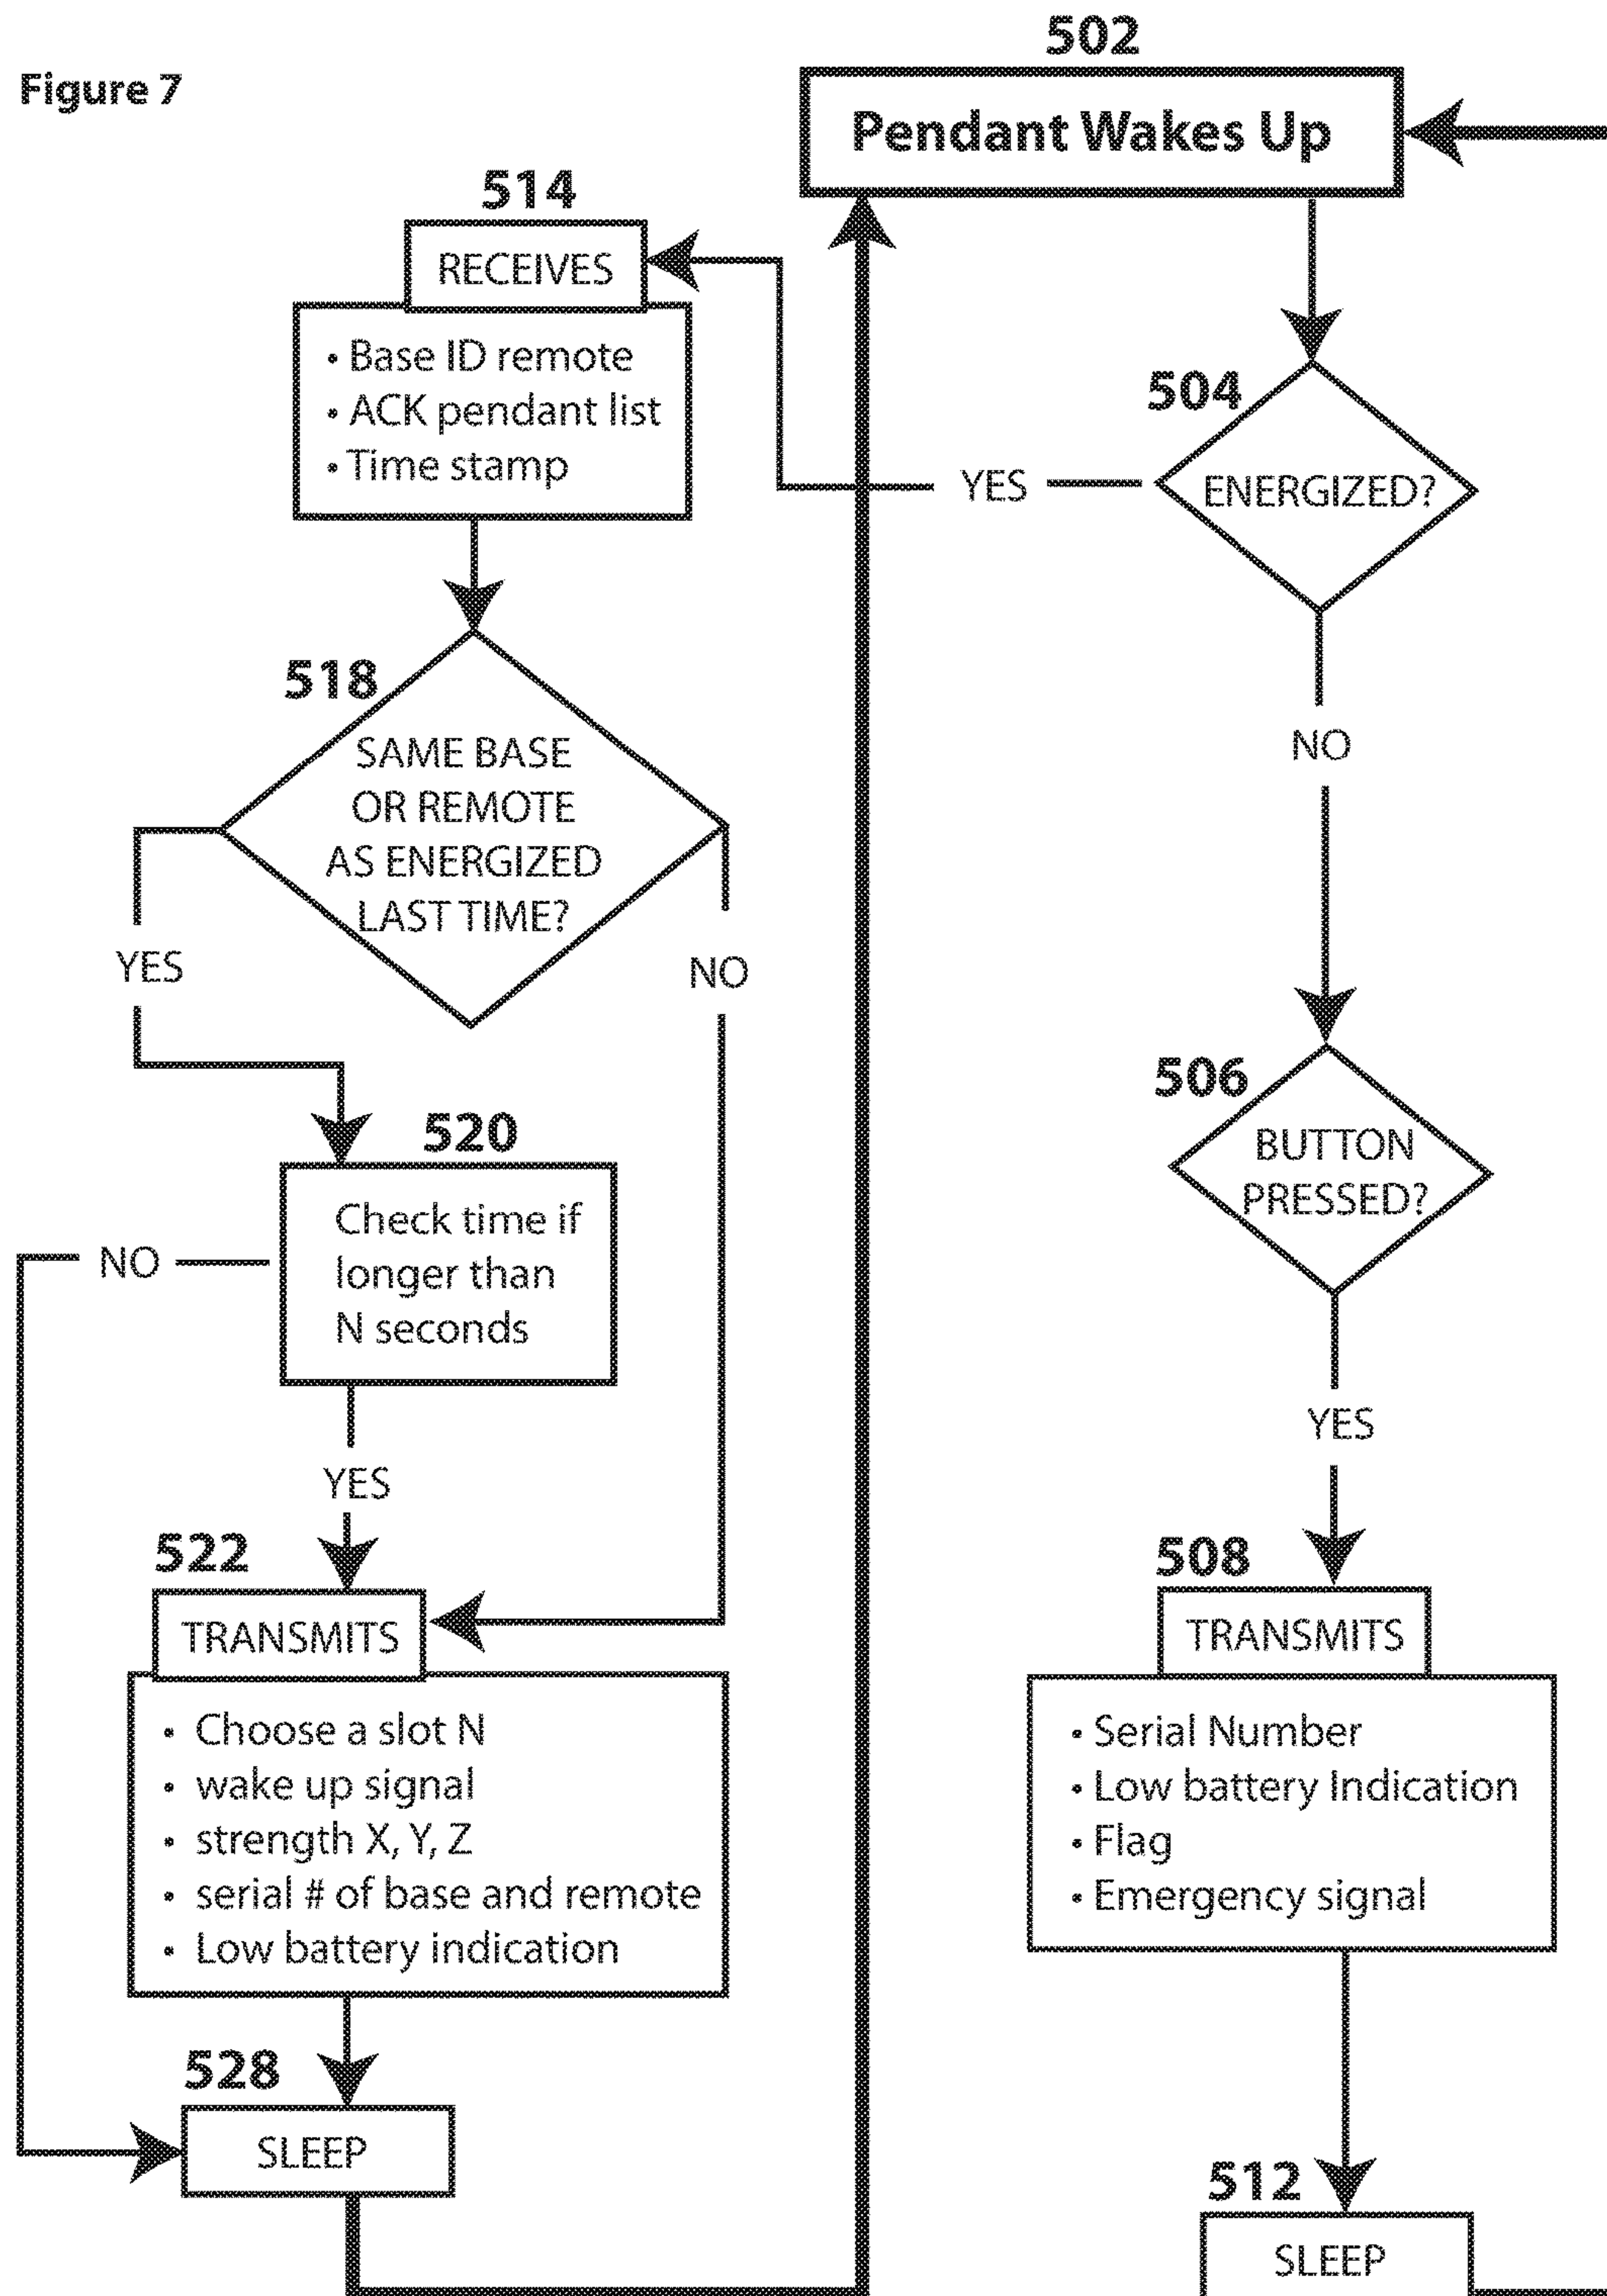 Figure 7
502
Pendant Wakes Up
514
RECEIVES
• Base ID remote
• ACK pendant list
• Time stamp
504
ENERGIZED?
YES
NO
518
SAME BASE
OR REMOTE
AS ENERGIZED
LAST TIME?
YES
NO
506
BUTTON
PRESSED?
YES
520
Check time if
longer than
N seconds
NO
YES
522
TRANSMITS
• Choose a slot N
• wake up signal
• strength X, Y, Z
• serial # of base and remote
• Low battery indication
508
TRANSMITS
• Serial Number
• Low battery Indication
• Flag
• Emergency signal
528
SLEEP
512
SLEEP